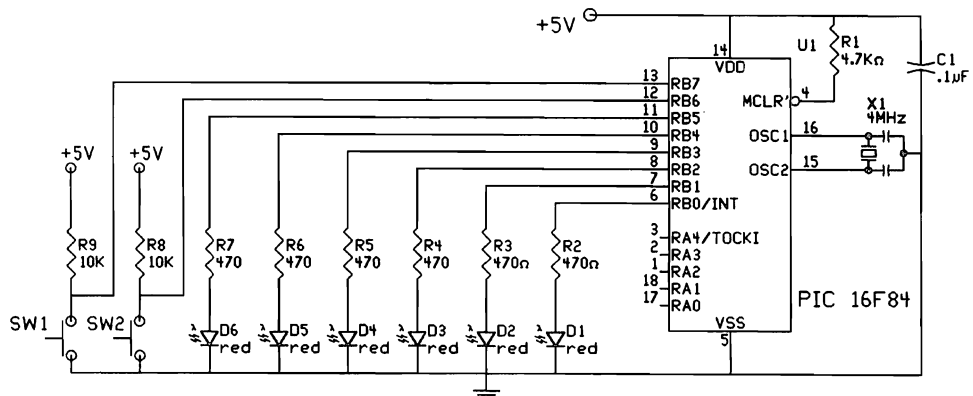 +5V
14
VDD
U1
R1
4.7KΩ
C1
.1µF
13
RB7
12
RB6
MCLR'
4
11
RB5
X1
4MHz
10
RB4
OSC1
16
9
RB3
8
RB2
OSC2
15
7
RB1
6
RB0/INT
+5V
+5V
3
RA4/TOCKI
2
RA3
1
RA2
18
RA1
17
RA0
R9
10K
R8
10K
R7
470
R6
470
R5
470
R4
470
R3
470Ω
R2
470Ω
PIC 16F84
SW1
SW2
D6
red
D5
red
D4
red
D3
red
D2
red
D1
red
VSS
5